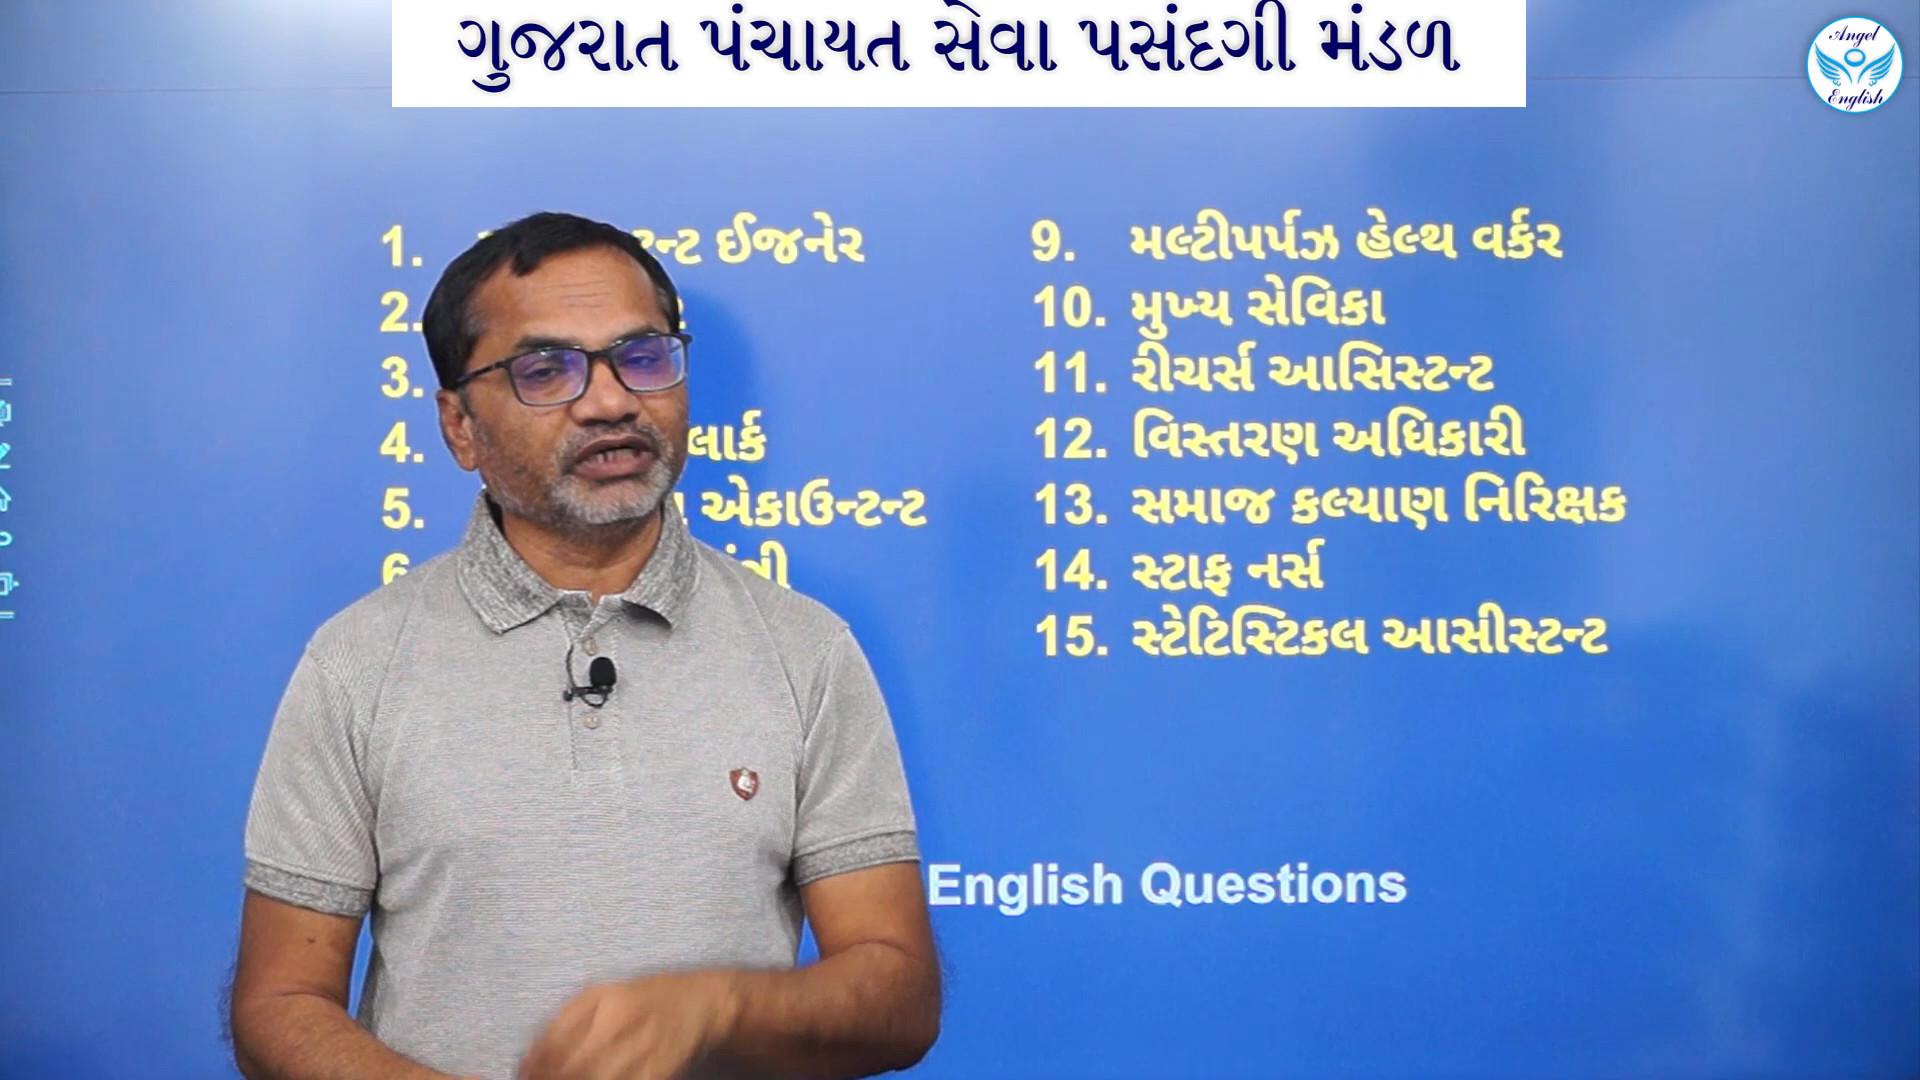 ગુજરાત પંચાયત સેવા પસંદગી મંડળ
Angel
English
1. ઈજનેર
2.
3.
4.
5. એકાઉન્ટન્ટ
6
9. મલ્ટીપર્પઝ હેલ્થ વર્કર
10. મુખ્ય સેવિકા
11. રીચર્સ આસિસ્ટન્ટ
12. વિસ્તરણ અધિકારી
13. સમાજ કલ્યાણ નિરિક્ષક
14. સ્ટાફ નર્સ
15. સ્ટેટિસ્ટિકલ આસીસ્ટન્ટ
English Questions